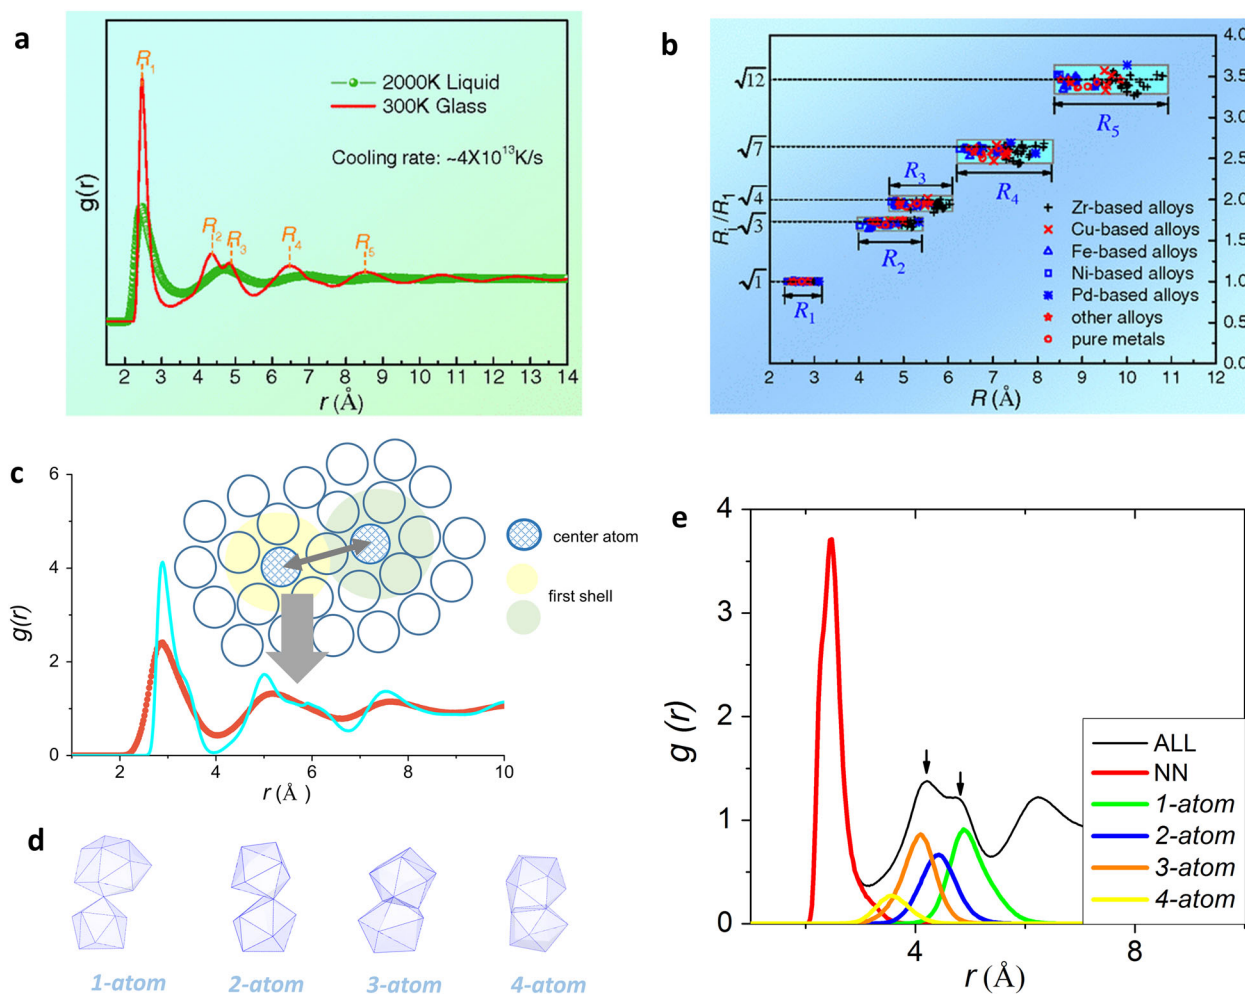 a
R1
2000K Liquid
300K Glass
Cooling rate: ~4X10^13K/s
g(r)
R2
R3
R4
R5
2 3 4 5 6 7 8 9 10 11 12 13 14
r (Å)
b
4.0
√12
3.5
R5
3.0
√7
2.5
R3
R4
√4
2.0
Ri/R1
√3
R2
1.5
√1
1.0
R1
0.5
0.0
Zr-based alloys
Cu-based alloys
Fe-based alloys
Ni-based alloys
Pd-based alloys
other alloys
pure metals
2 3 4 5 6 7 8 9 10 11 12
R (Å)
c
6
4
2
0
g(r)
center atom
first shell
2 4 6 8 10
r (Å)
d
1-atom 2-atom 3-atom 4-atom
e
4
3
2
1
0
g (r)
ALL
NN
1-atom
2-atom
3-atom
4-atom
4 8
r (Å)